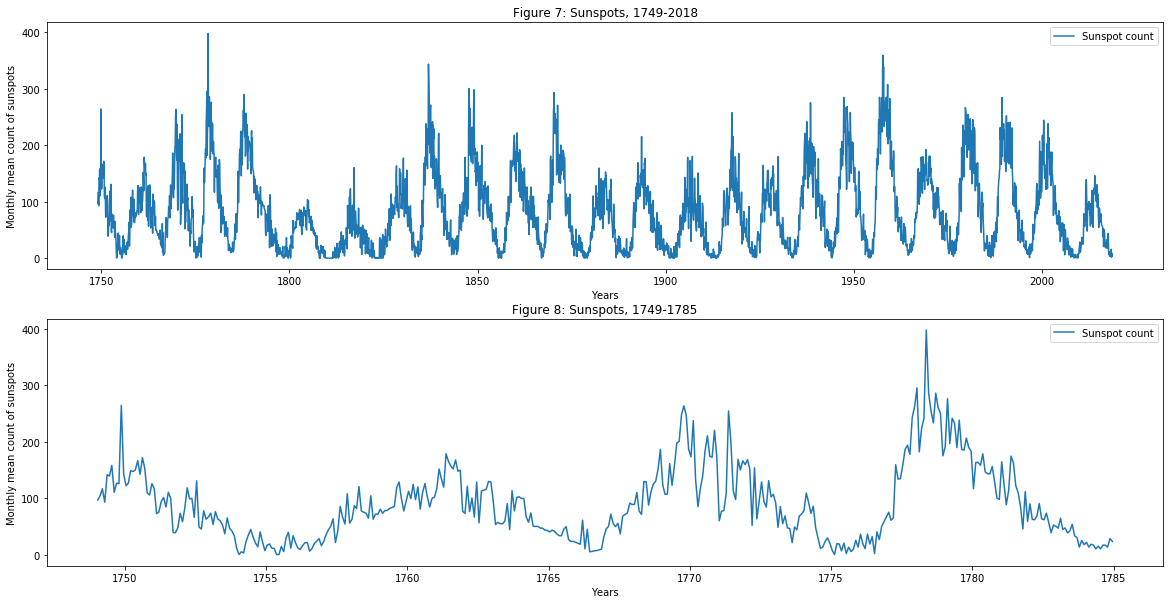 Figure 7: Sunspots, 1749-2018
Sunspot count
Monthly mean count of sunspots
400
300
200
100
0
1750 1800 1850 1900 1950 2000
Years
Figure 8: Sunspots, 1749-1785
Sunspot count
Monthly mean count of sunspots
400
300
200
100
0
1750 1755 1760 1765 1770 1775 1780 1785
Years